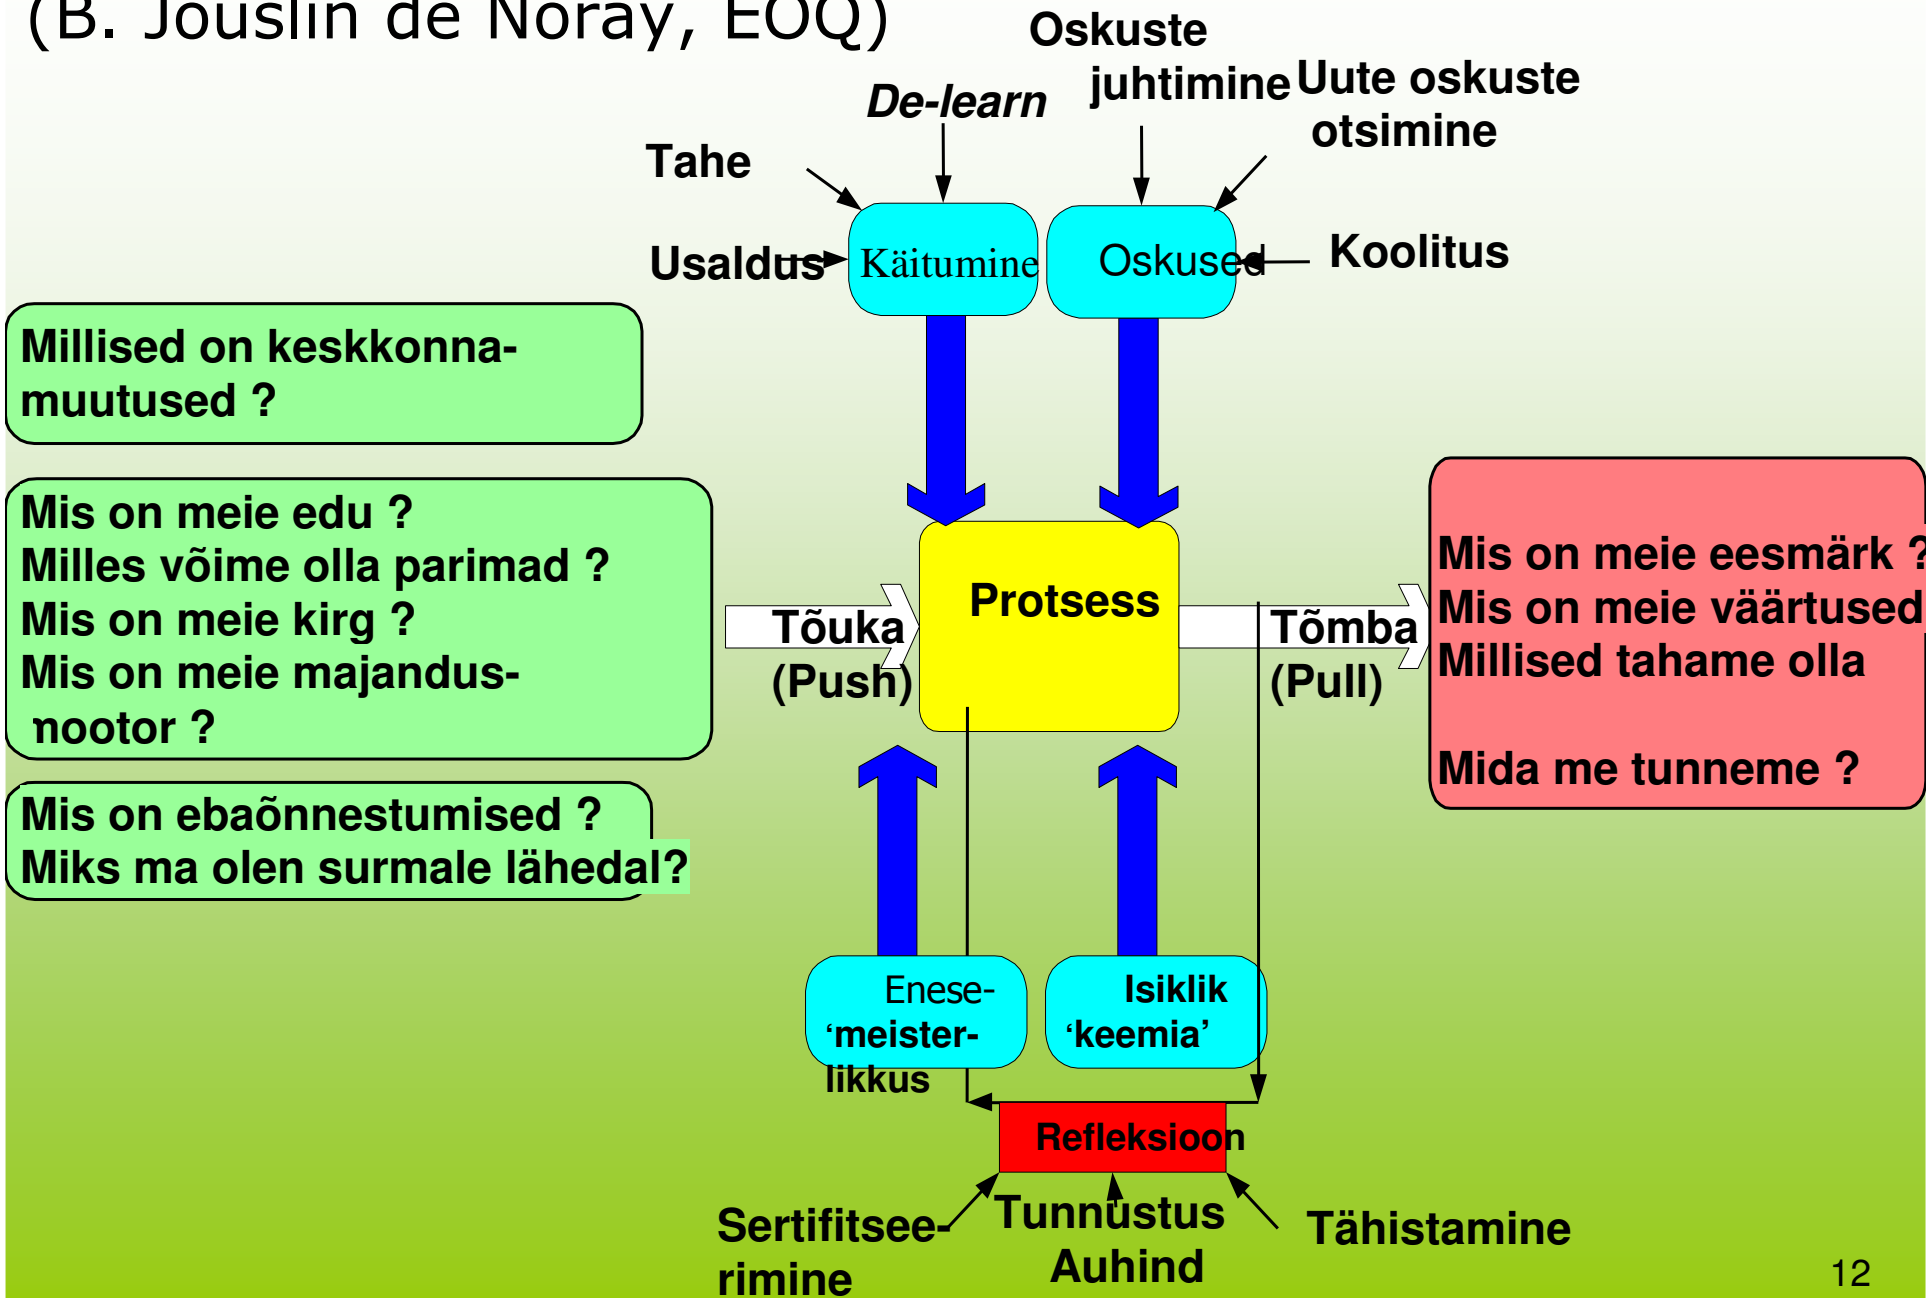 (B. Jouslin de Noray, EOQ)
Oskuste
juhtimine
Uute oskuste
otsimine
De-learn
Tahe
Usaldus
Käitumine
Oskused
Koolitus
Millised on keskkonna-
muutused ?
Mis on meie edu ?
Milles võime olla parimad ?
Mis on meie kirg ?
Mis on meie majandus-
mootor ?
Mis on ebaõnnestumised ?
Miks ma olen surmale lähedal?
Tõuka
(Push)
Protsess
Tõmba
(Pull)
Mis on meie eesmärk ?
Mis on meie väärtused
Millised tahame olla
Mida me tunneme ?
Enese-
‘meister-
likkus
Isiklik
‘keemia’
Refleksioon
Sertifitsee-
rimine
Tunnustus
Auhind
Tähistamine
12